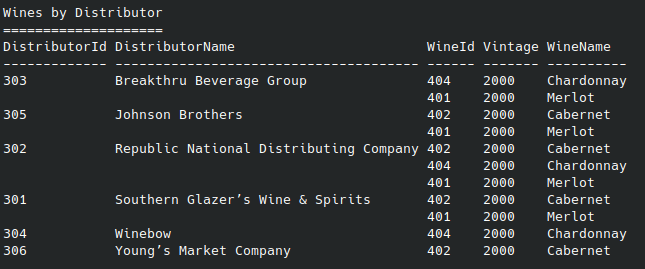 Wines by Distributor
====================
DistributorId DistributorName                        WineId Vintage WineName
------------- -------------------------------------- ------ ------- ----------
303           Breakthru Beverage Group               404    2000    Chardonnay
                                                     401    2000    Merlot
305           Johnson Brothers                       402    2000    Cabernet
                                                     401    2000    Merlot
302           Republic National Distributing Company 402    2000    Cabernet
                                                     404    2000    Chardonnay
                                                     401    2000    Merlot
301           Southern Glazer’s Wine & Spirits       402    2000    Cabernet
                                                     401    2000    Merlot
304           Winebow                                404    2000    Chardonnay
306           Young’s Market Company                 402    2000    Cabernet